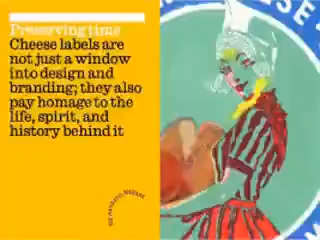 Preserving time
Cheese labels are
not just a window
into design and
branding; they also
pay homage to the
life, spirit, and
history behind it